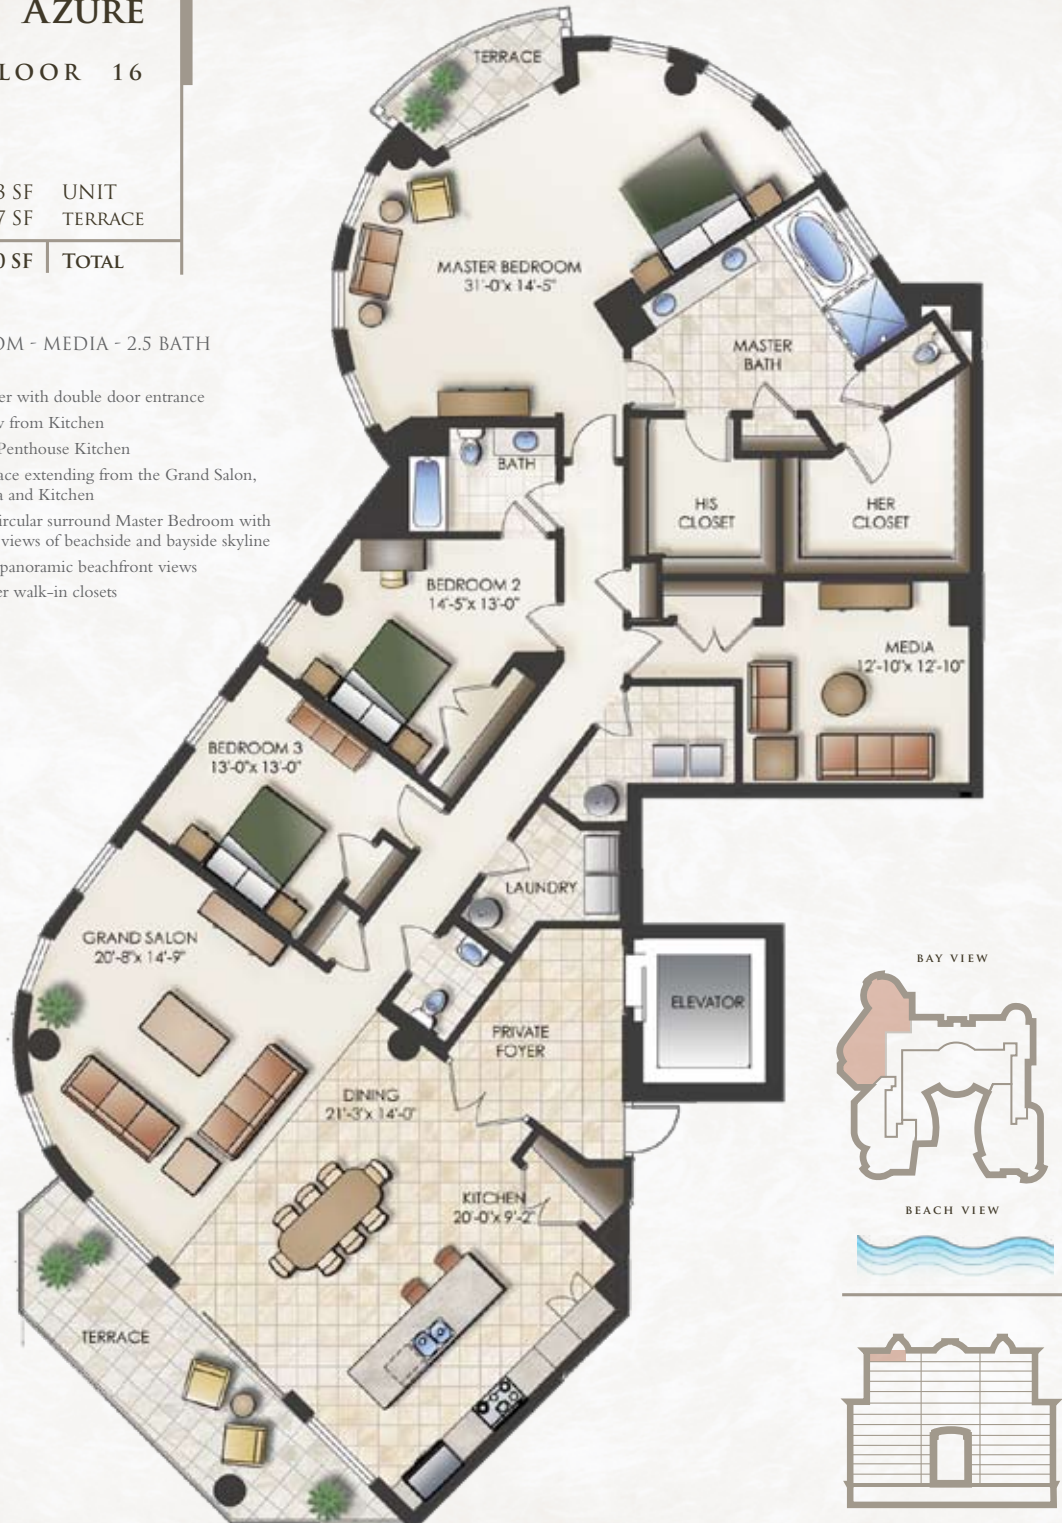 AZURE
LOOR 16
3 SF UNIT
7 SF TERRACE
0 SF TOTAL
OM - MEDIA - 2.5 BATH
er with double door entrance
w from Kitchen
Penthouse Kitchen
ace extending from the Grand Salon,
a and Kitchen
ircular surround Master Bedroom with
views of beachside and bayside skyline
panoramic beachfront views
er walk-in closets
TERRACE
MASTER BEDROOM
31'-0"x 14'-5"
MASTER
BATH
BATH
HIS
CLOSET
HER
CLOSET
BEDROOM 2
14'-5"x 13'-0"
MEDIA
12'-10"x 12'-10"
BEDROOM 3
13'-0"x 13'-0"
LAUNDRY
GRAND SALON
20'-8"x 14'-9"
ELEVATOR
PRIVATE
FOYER
DINING
21'-3"x 14'-0"
KITCHEN
20'-0"x 9'-2"
TERRACE
BAY VIEW
BEACH VIEW